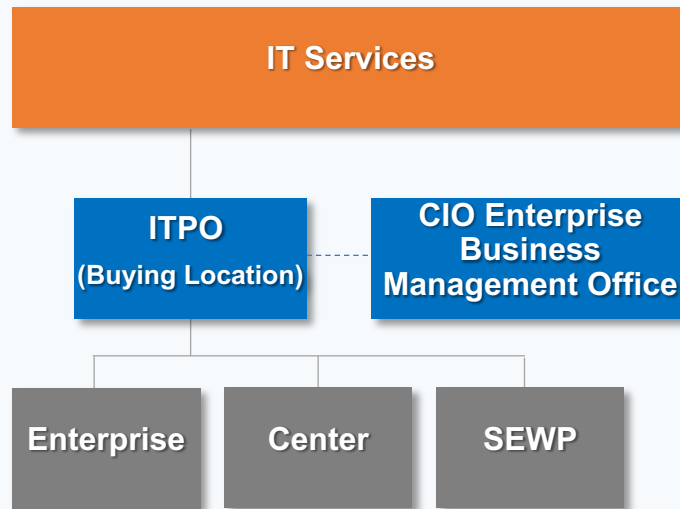 IT Services
ITPO
(Buying Location)
CIO Enterprise
Business
Management Office
Enterprise
Center
SEWP